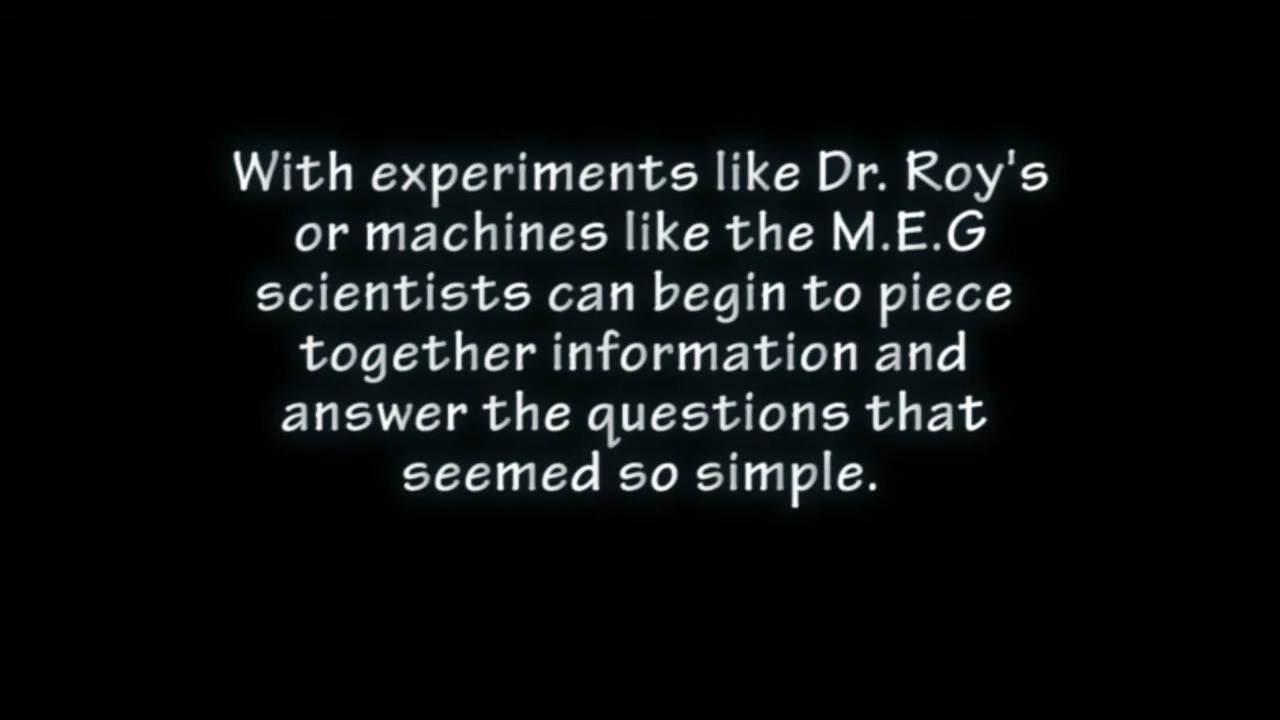 With experiments like Dr. Roy's
or machines like the M.E.G
scientists can begin to piece
together information and
answer the questions that
seemed so simple.